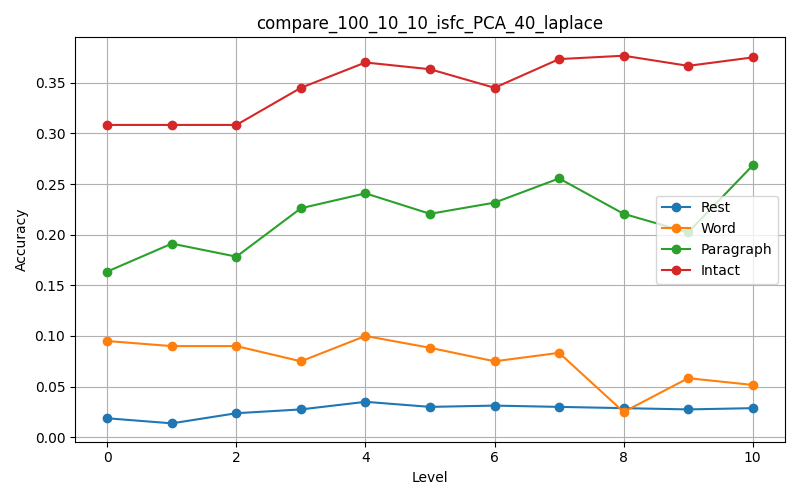 compare_100_10_10_isfc_PCA_40_laplace
Accuracy
0.35
0.30
0.25
0.20
0.15
0.10
0.05
0.00
Rest
Word
Paragraph
Intact
0 2 4 6 8 10
Level